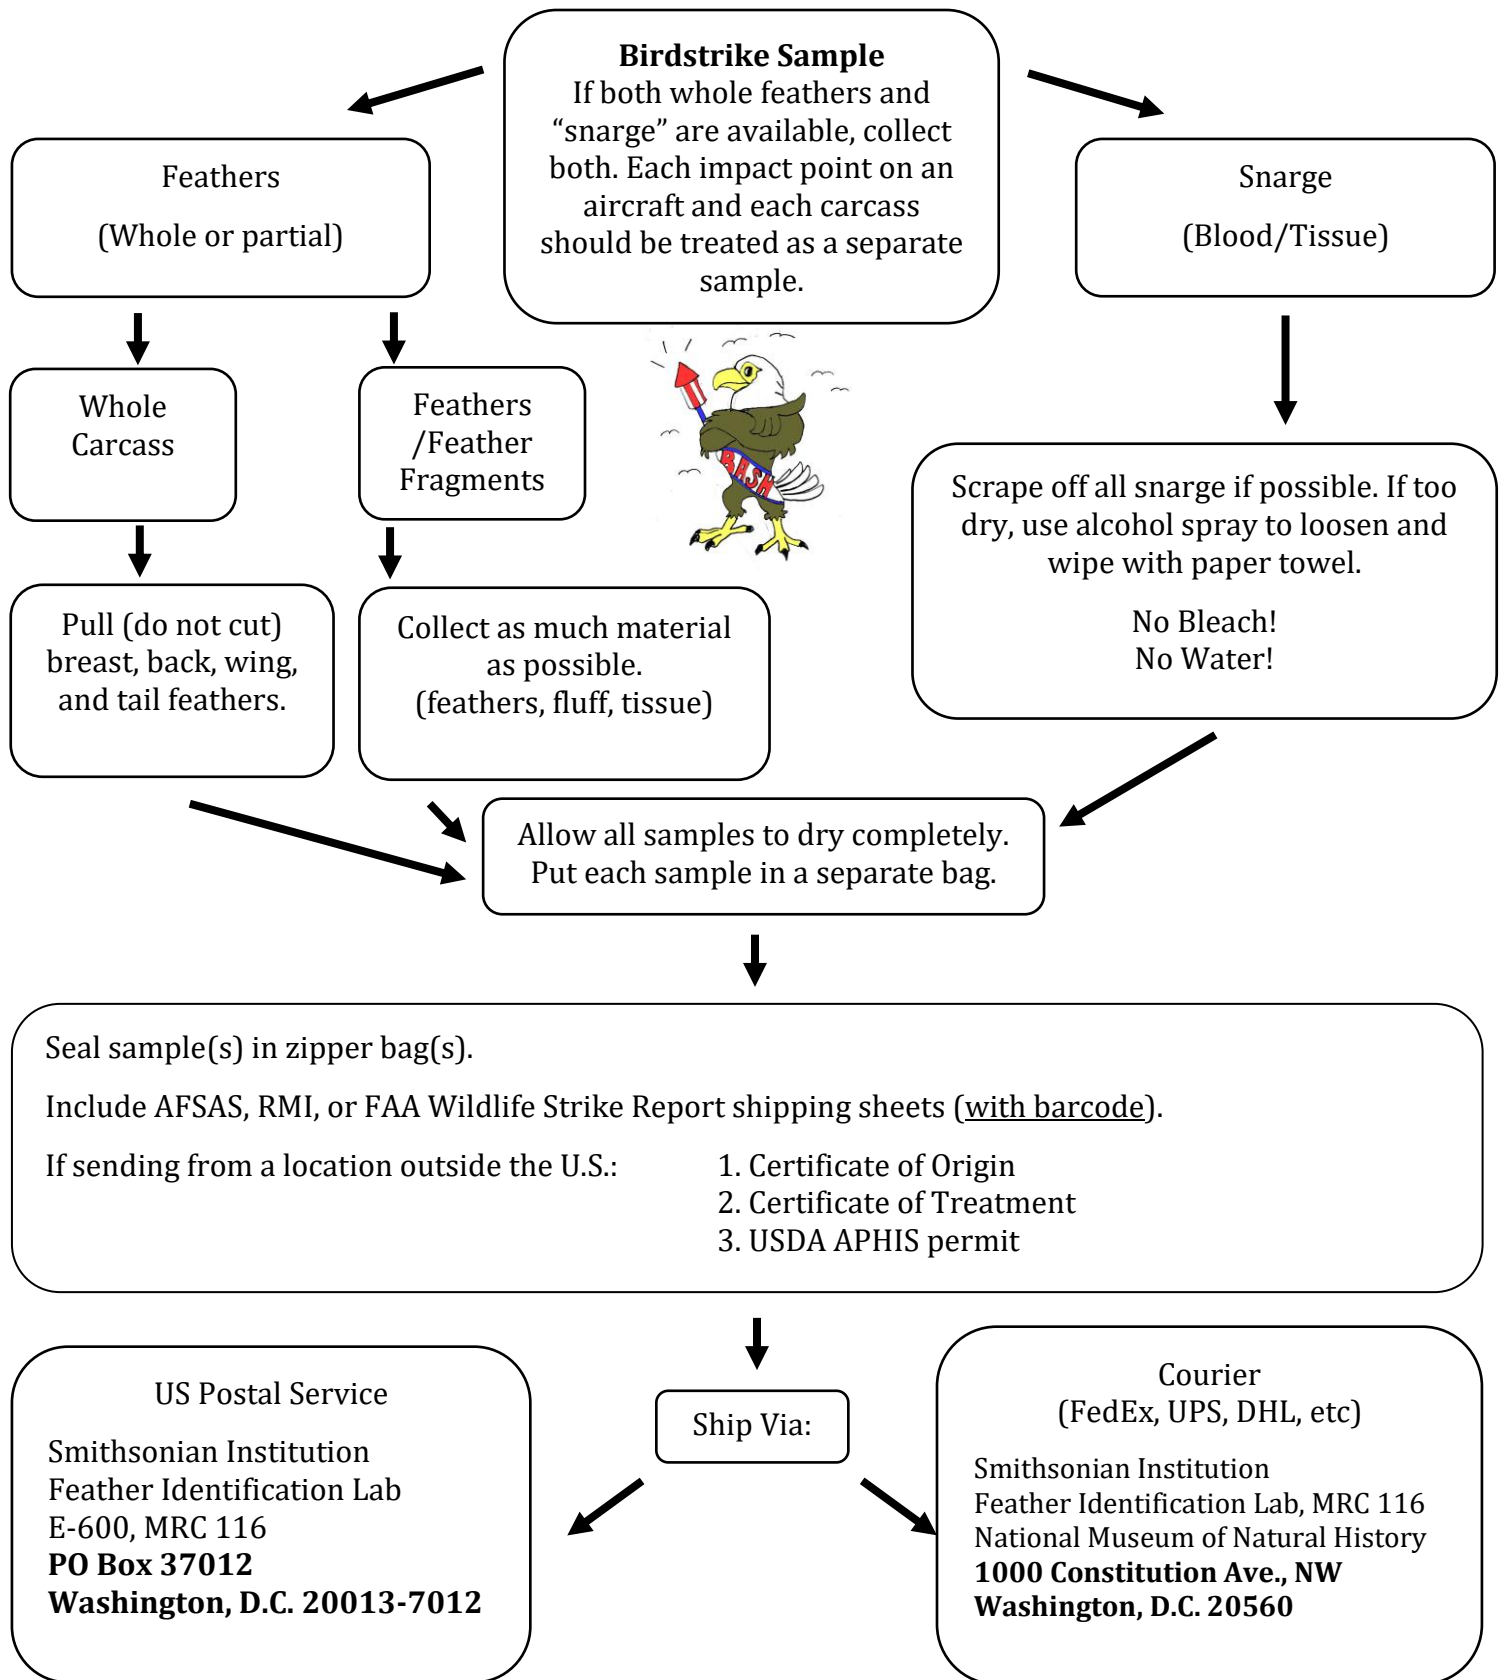 Birdstrike Sample
If both whole feathers and
“snarge” are available, collect
both. Each impact point on an
aircraft and each carcass
should be treated as a separate
sample.
Feathers
(Whole or partial)
Snarge
(Blood/Tissue)
Whole
Carcass
Feathers
/Feather
Fragments
BASH
Scrape off all snarge if possible. If too
dry, use alcohol spray to loosen and
wipe with paper towel.
No Bleach!
No Water!
Pull (do not cut)
breast, back, wing,
and tail feathers.
Collect as much material
as possible.
(feathers, fluff, tissue)
Allow all samples to dry completely.
Put each sample in a separate bag.
Seal sample(s) in zipper bag(s).
Include AFSAS, RMI, or FAA Wildlife Strike Report shipping sheets (with barcode).
If sending from a location outside the U.S.: 1. Certificate of Origin
2. Certificate of Treatment
3. USDA APHIS permit
Ship Via:
US Postal Service
Smithsonian Institution
Feather Identification Lab
E-600, MRC 116
PO Box 37012
Washington, D.C. 20013-7012
Courier
(FedEx, UPS, DHL, etc)
Smithsonian Institution
Feather Identification Lab, MRC 116
National Museum of Natural History
1000 Constitution Ave., NW
Washington, D.C. 20560